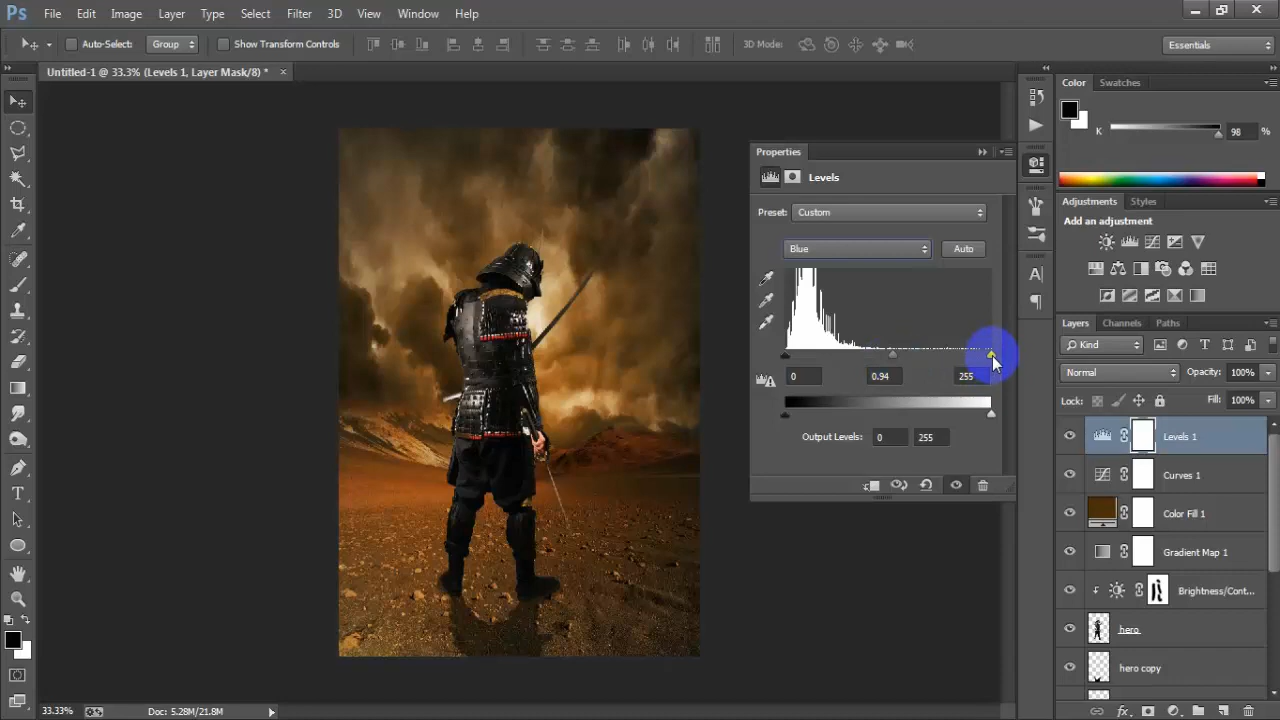 Ps File Edit Image Layer Type Select Filter 3D View Window Help
Auto-Select: Group Show Transform Controls 3D Mode: Essentials
Untitled-1 @ 33.3% (Levels 1, Layer Mask/8) *
Color Swatches
K 98 %
Properties
Levels
Preset: Custom
Blue Auto
0 0.94 255
Output Levels: 0 255
Adjustments Styles
Add an adjustment
Layers Channels Paths
Kind
Normal Opacity: 100%
Lock: Fill: 100%
Levels 1
Curves 1
Color Fill 1
Gradient Map 1
Brightness/Cont...
hero
hero copy
33.33% Doc: 5.28M/21.8M